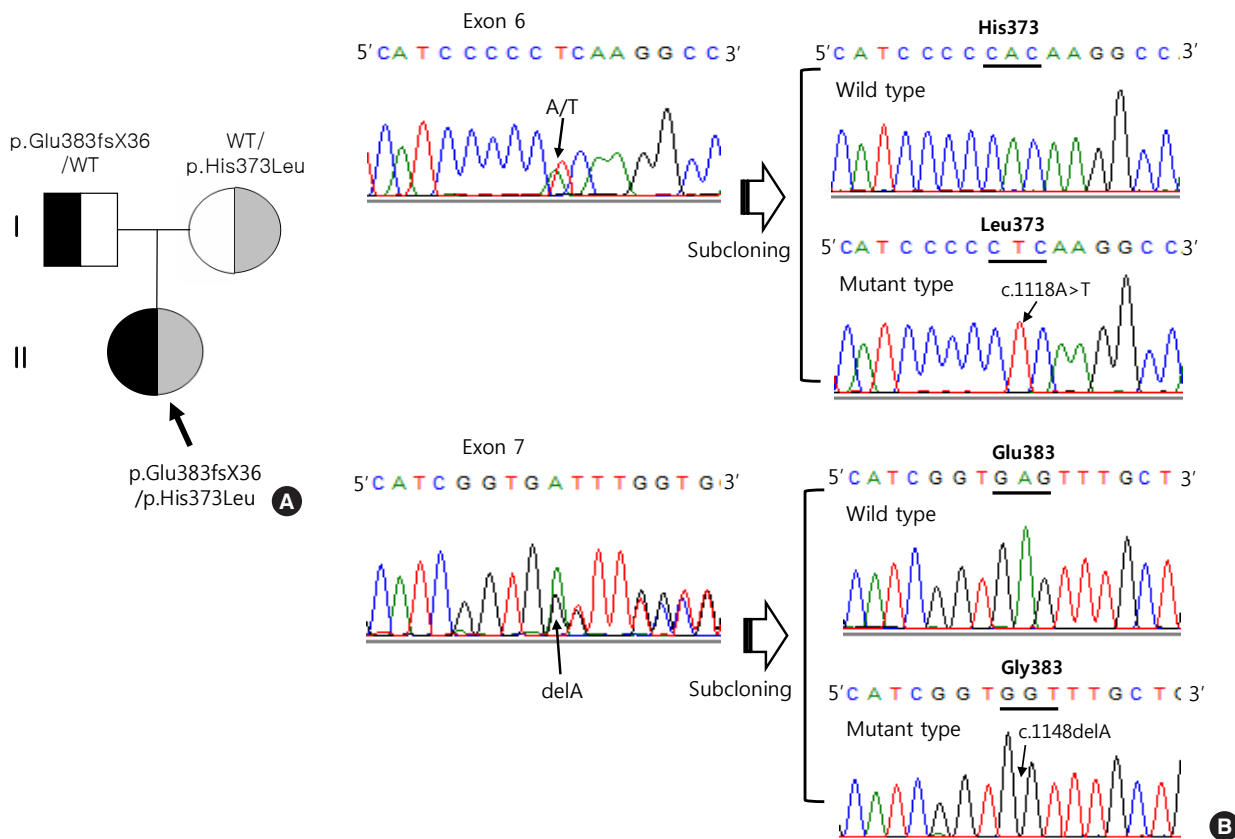 p.Glu383fsX36
/WT
WT/
p.His373Leu
I
II
p.Glu383fsX36
/p.His373Leu
A
Exon 6
5' C A T C C C C C T C A A G G C C 3'
A/T
Subcloning
His373
5' C A T C C C C C A C A A G G C C 3'
Wild type
Leu373
5' C A T C C C C C T C A A G G C C 3'
Mutant type
c.1118A>T
Exon 7
5' C A T C G G T G A T T T G G T G 3'
delA
Subcloning
Glu383
5' C A T C G G T G A G T T T G C T 3'
Wild type
Gly383
5' C A T C G G T G G T T T G C T C 3'
Mutant type
c.1148delA
B